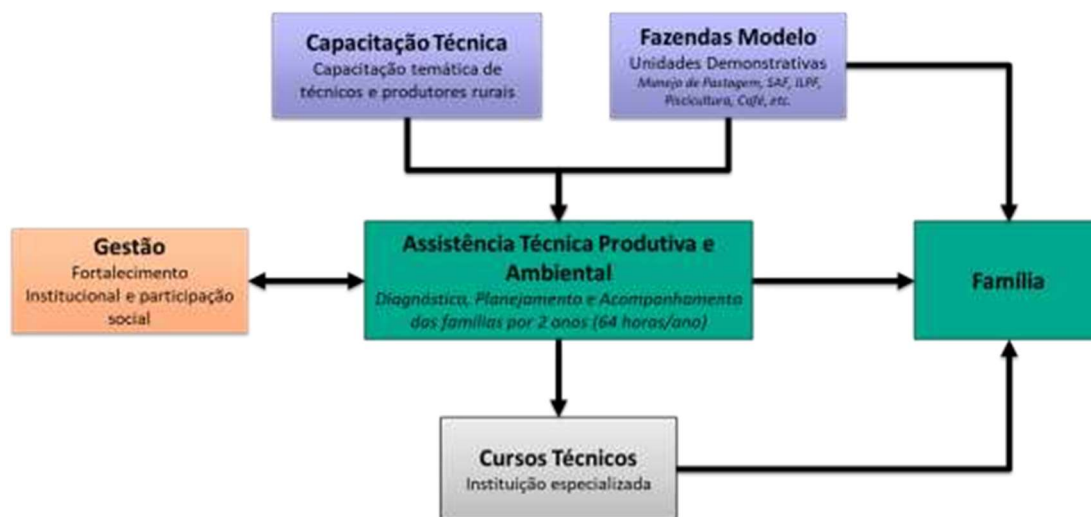 Capacitação Técnica
Capacitação temática de
técnicos e produtores rurais
Fazendas Modelo
Unidades Demonstrativas
Manejo de Pastagem, SAF, ILPF,
Piscicultura, Café, etc.
Gestão
Fortalecimento
Institucional e participação
social
Assistência Técnica Produtiva e
Ambiental
Diagnóstico, Planejamento e Acompanhamento
das famílias por 2 anos (64 horas/ano)
Família
Cursos Técnicos
Instituição especializada